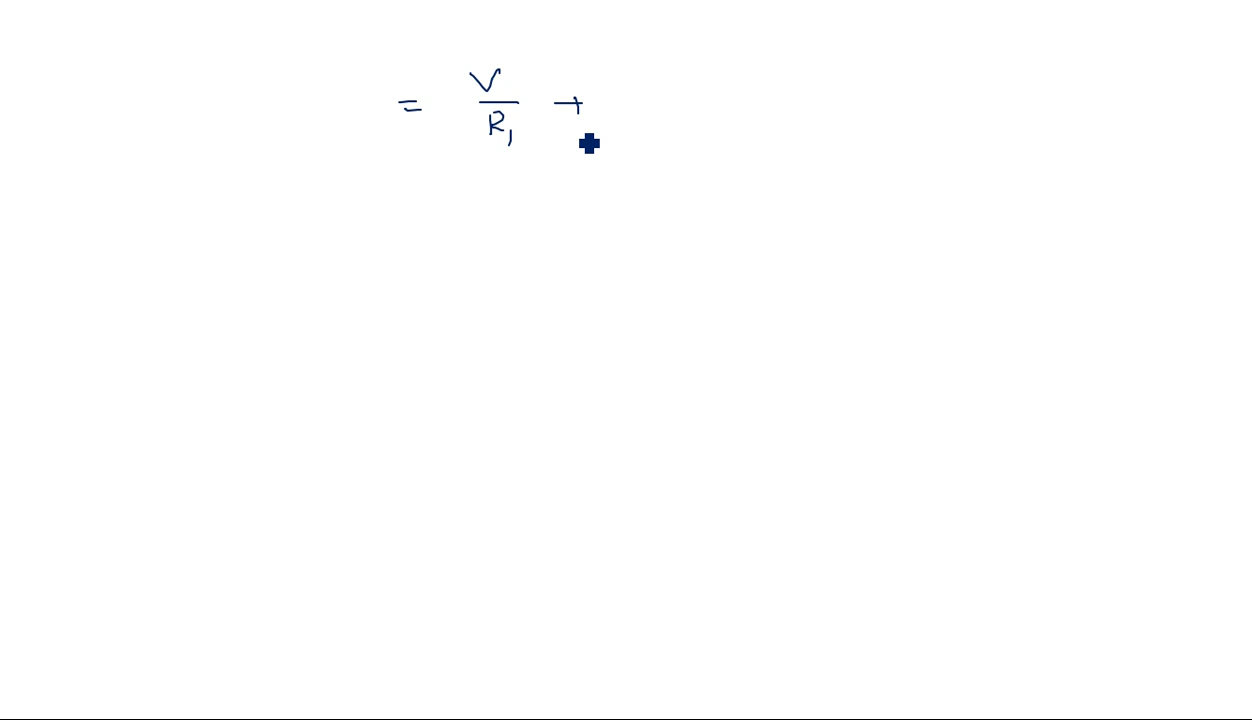 = V/R₁ +